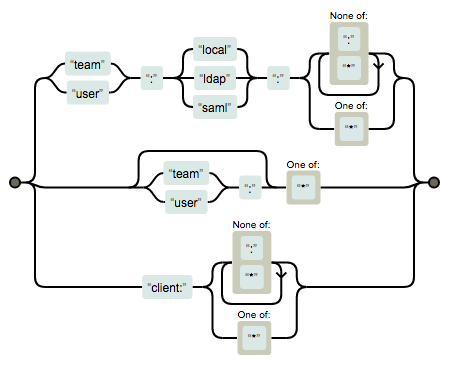 None of:
":"
"*"
"team"
"user"
":"
"local"
"ldap"
"saml"
":"
One of:
"*"
"team"
"user"
":"
One of:
"*"
None of:
":"
"*"
"client:"
One of:
"*"